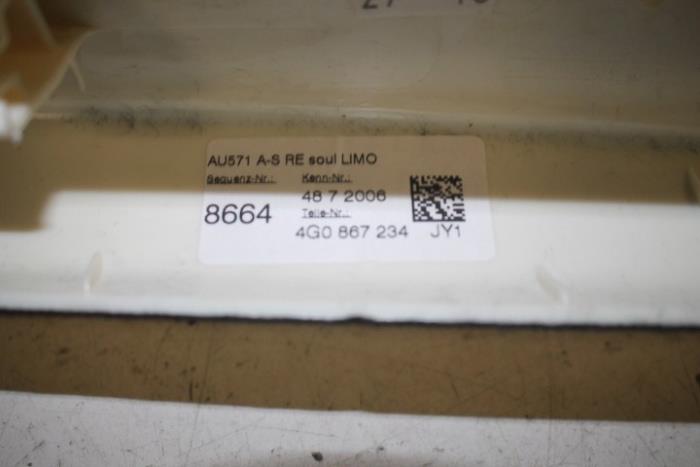 AU571 A-S RE soul LIMO
Sequenz-Nr.: Kenn-Nr.:
8664 48 7 2006
Teile-Nr.:
4G0 867 234 JY1